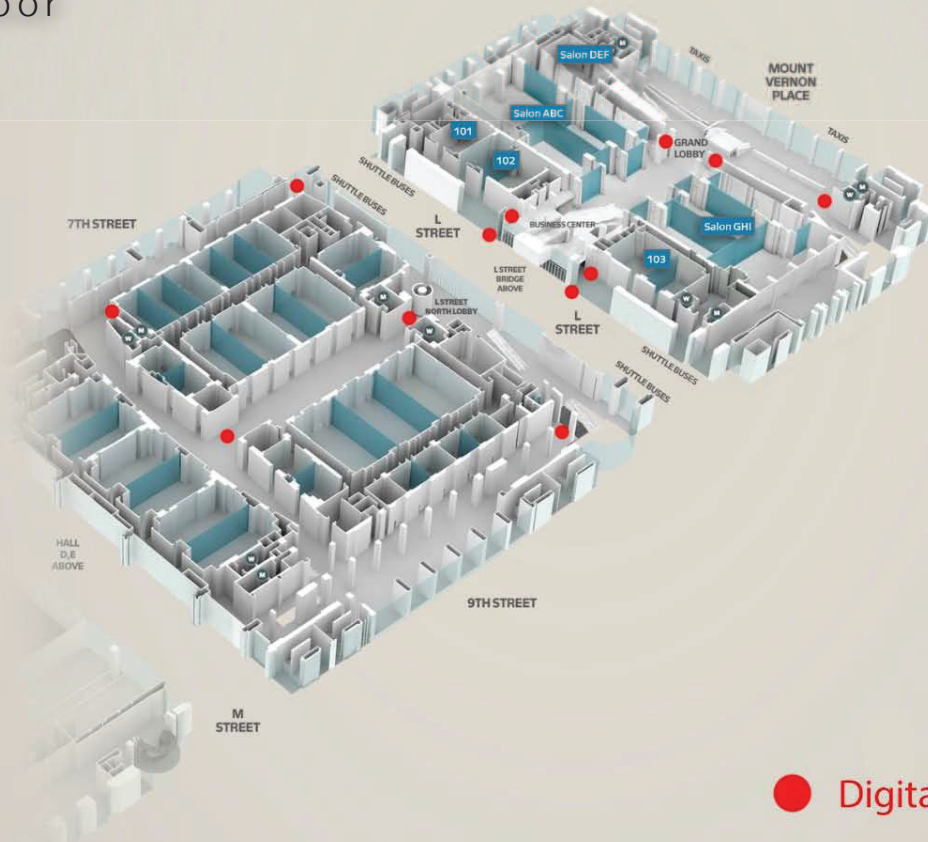 Salon DEF
M
TAXIS
MOUNT
VERNON
PLACE
TAXIS
Salon ABC
101
102
GRAND
LOBBY
SHUTTLE BUSES
SHUTTLE BUSES
7TH STREET
L
STREET
BUSINESS CENTER
Salon GHI
W
M
103
L STREET
BRIDGE
ABOVE
M
L STREET
NORTH LOBBY
W
M
W
M
M
W
L
STREET
SHUTTLE BUSES
SHUTTLE BUSES
HALL
D,E
ABOVE
W
M
9TH STREET
M
STREET